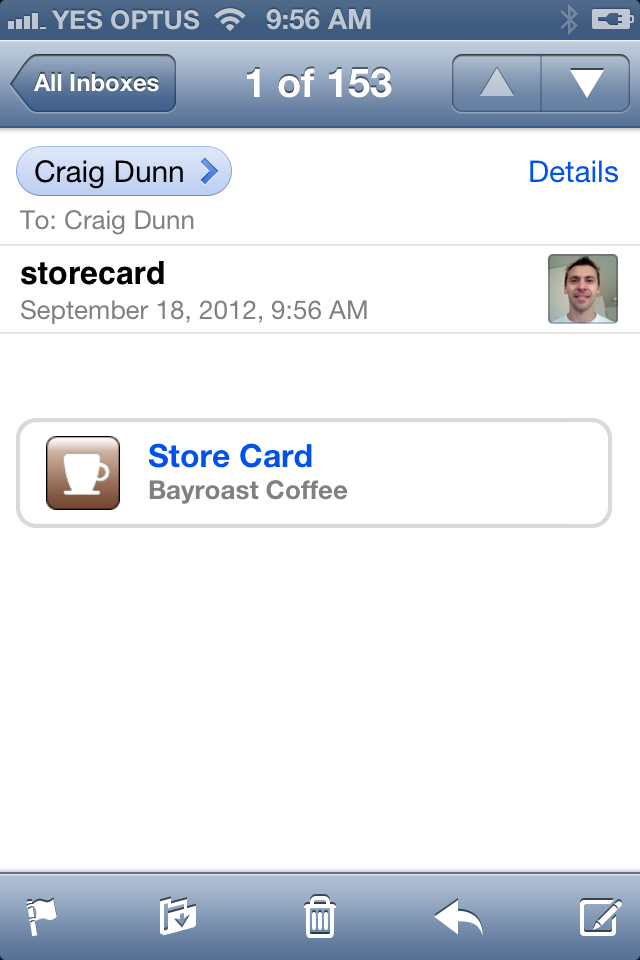 YES OPTUS 9:56 AM
All Inboxes 1 of 153
Craig Dunn Details
To: Craig Dunn
storecard
September 18, 2012, 9:56 AM
Store Card
Bayroast Coffee